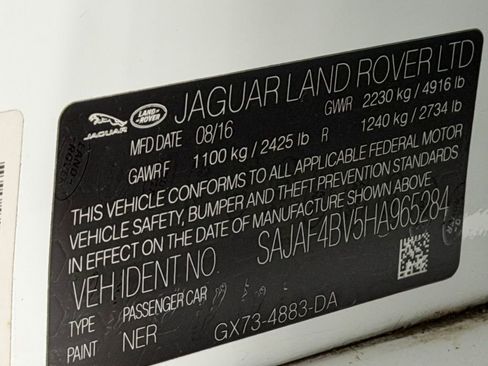 JAGUAR LAND ROVER JAGUAR LAND ROVER LTD
MFD DATE 08/16 GVWR 2230 kg / 4916 lb
GAWR F 1100 kg / 2425 lb R 1240 kg / 2734 lb
THIS VEHICLE CONFORMS TO ALL APPLICABLE FEDERAL MOTOR
VEHICLE SAFETY, BUMPER AND THEFT PREVENTION STANDARDS
IN EFFECT ON THE DATE OF MANUFACTURE SHOWN ABOVE.
VEH IDENT NO. SAJAF4BV5HA965284
TYPE PASSENGER CAR
PAINT NER GX73-4883-DA